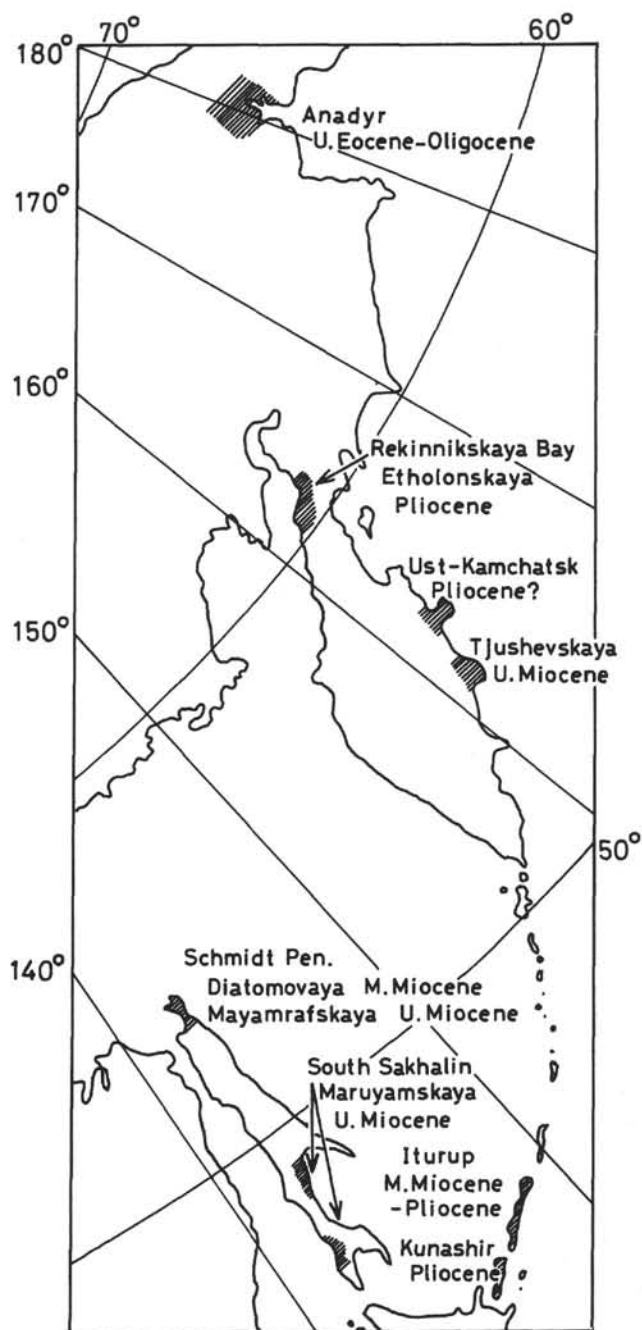 70°
60°
180°
Anadyr
U. Eocene-Oligocene
170°
160°
Rekinnikskaya Bay
Etholonskaya
Pliocene
Ust-Kamchatsk
Pliocene?
150°
Tjushevskaya
U. Miocene
50°
140°
Schmidt Pen.
Diatomovaya M. Miocene
Mayamrafskaya U. Miocene
South Sakhalin
Maruyamskaya
U. Miocene
Iturup
M. Miocene
-Pliocene
Kunashir
Pliocene